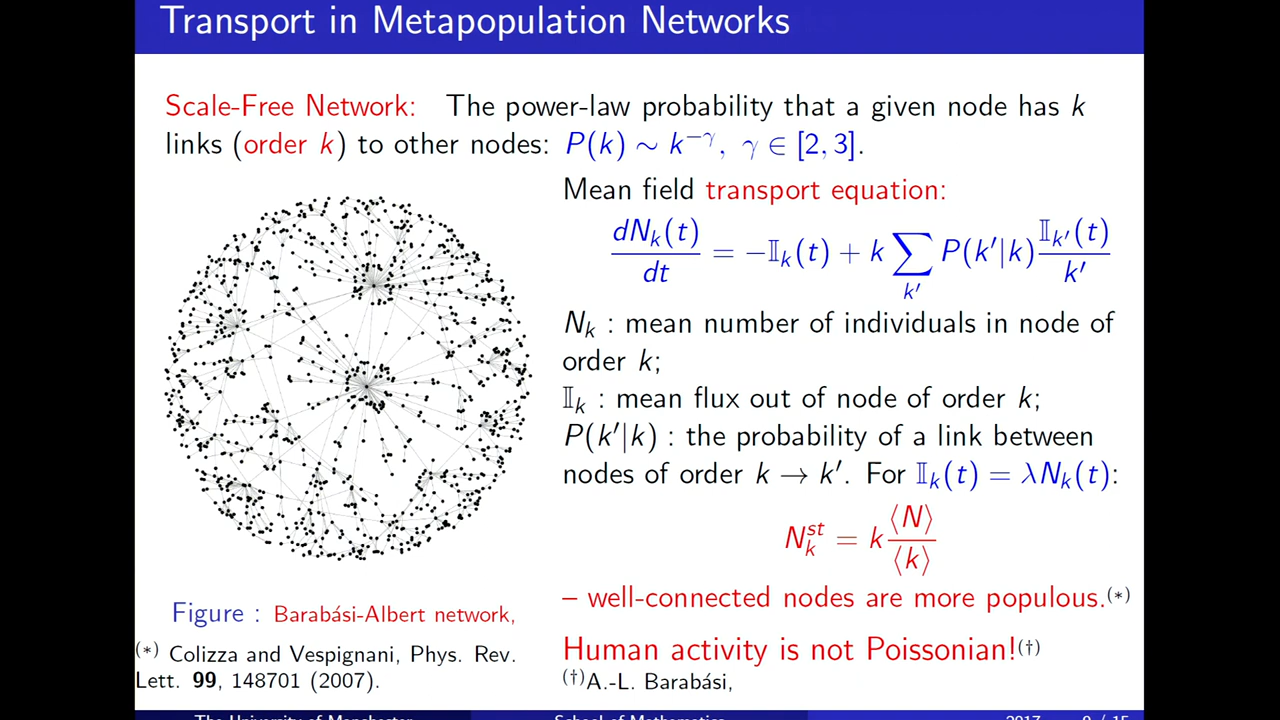 Transport in Metapopulation Networks
Scale-Free Network: The power-law probability that a given node has k
links (order k) to other nodes: P(k) ∼ k^{−γ}, γ ∈ [2, 3].
Mean field transport equation:
dN_k(t)/dt = −𝕀_k(t) + k ∑_{k′} P(k′|k) 𝕀_{k′}(t)/k′
N_k : mean number of individuals in node of
order k;
𝕀_k : mean flux out of node of order k;
P(k′|k) : the probability of a link between
nodes of order k → k′. For 𝕀_k(t) = λN_k(t):
N_k^{st} = k ⟨N⟩/⟨k⟩
– well-connected nodes are more populous.(∗)
Human activity is not Poissonian!(†)
(†)A.-L. Barabási,
Figure : Barabási-Albert network,
(∗) Colizza and Vespignani, Phys. Rev.
Lett. 99, 148701 (2007).
The University of Manchester School of Mathematics 2017 9 / 15